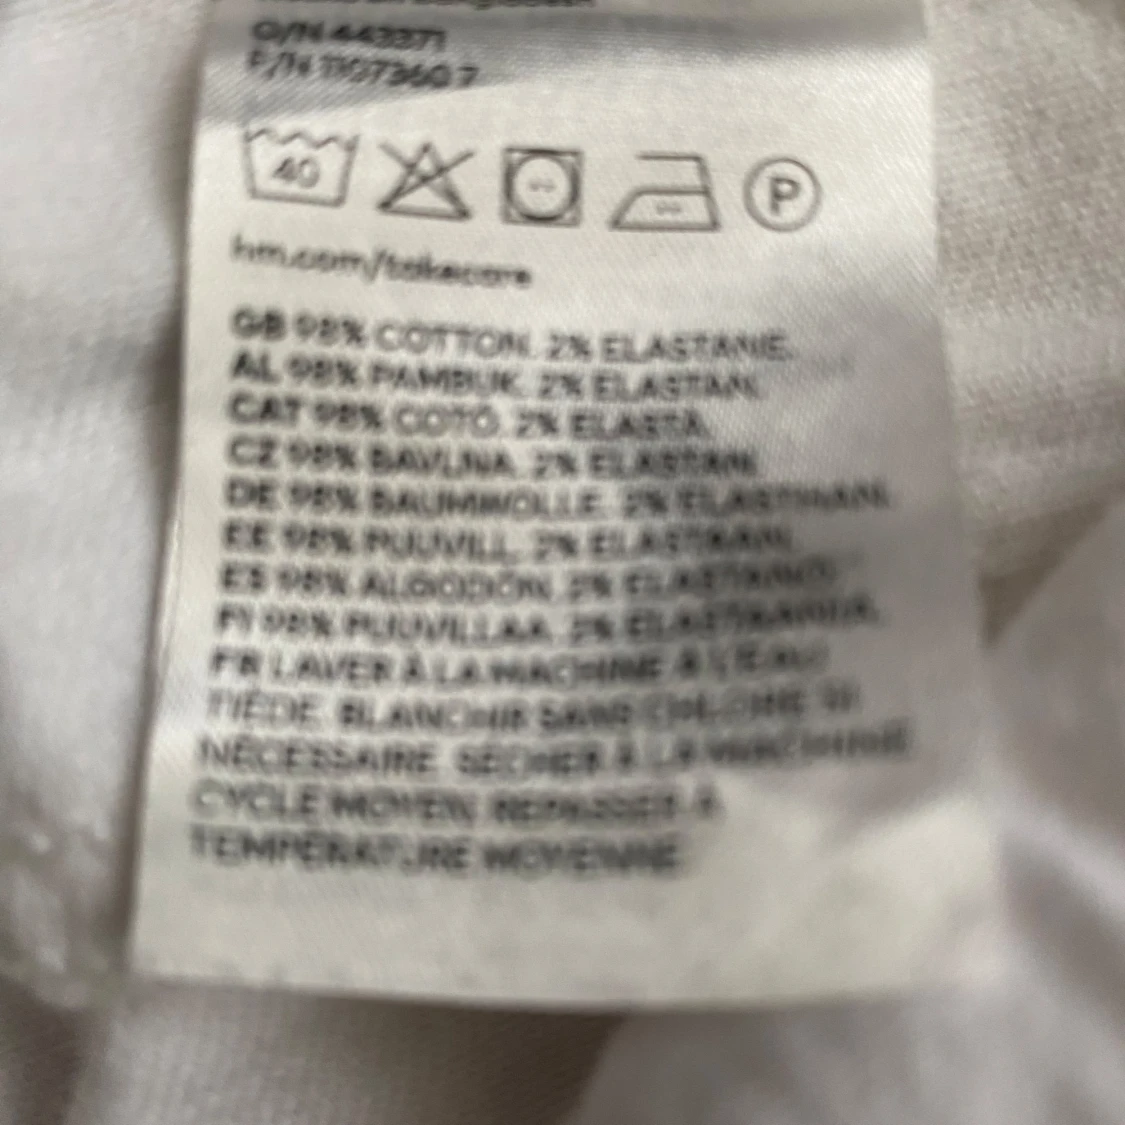 O/N 443371
P/N 1107360 7
40
P
hm.com/takecare
GB 98% COTTON. 2% ELASTANE.
AL 98% PAMBUK. 2% ELASTAN.
CAT 98% COTÓ. 2% ELASTÀ.
CZ 98% BAVLNA. 2% ELASTAN.
DE 98% BAUMWOLLE. 2% ELASTHAN.
EE 98% PUUVILL. 2% ELASTAAN.
ES 98% ALGODÓN. 2% ELASTANO.
FI 98% PUUVILLAA. 2% ELASTAANIA.
FR LAVER À LA MACHINE À L'EAU
TIÈDE. BLANCHIR SANS CHLORE SI
NÉCESSAIRE. SÉCHER À LA MACHINE
CYCLE MOYEN. REPASSER À
TEMPÉRATURE MOYENNE